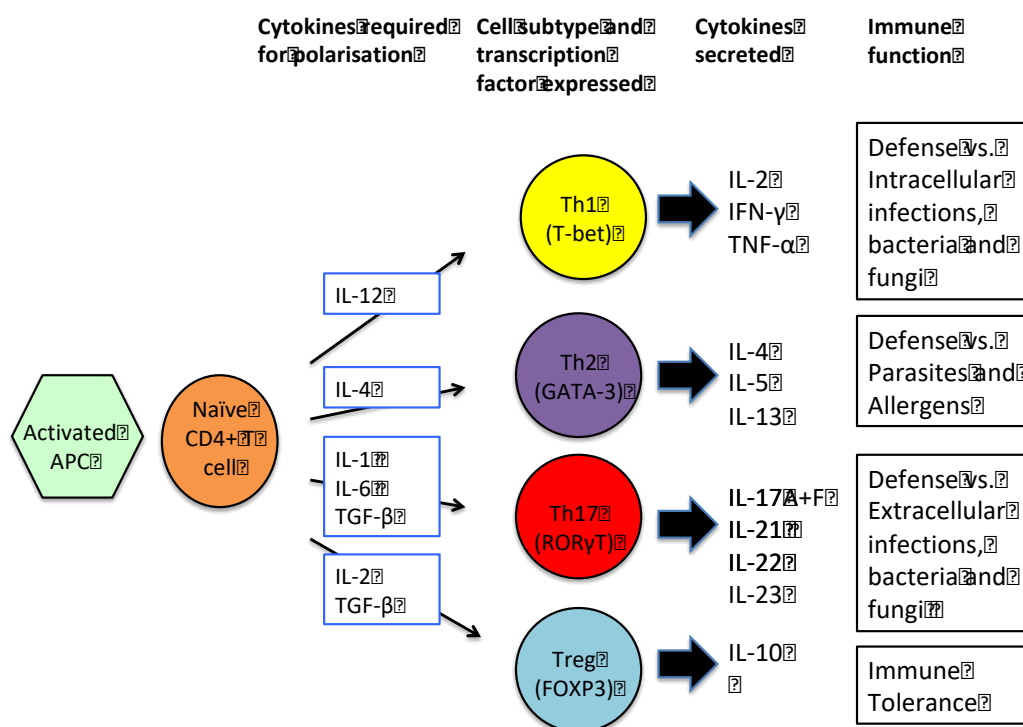 Cytokines required
for polarisation
Cell subtype and
transcription
factor expressed
Cytokines
secreted
Immune
function
Activated
APC
Naïve
CD4+ T
cell
IL-12
IL-4
IL-1
IL-6
TGF-β
IL-2
TGF-β
Th1
(T-bet)
Th2
(GATA-3)
Th17
(RORγT)
Treg
(FOXP3)
IL-2
IFN-γ
TNF-α
IL-4
IL-5
IL-13
IL-17A+F
IL-21
IL-22
IL-23
IL-10
Defense vs.
Intracellular
infections,
bacteria and
fungi
Defense vs.
Parasites and
Allergens
Defense vs.
Extracellular
infections,
bacteria and
fungi
Immune
Tolerance